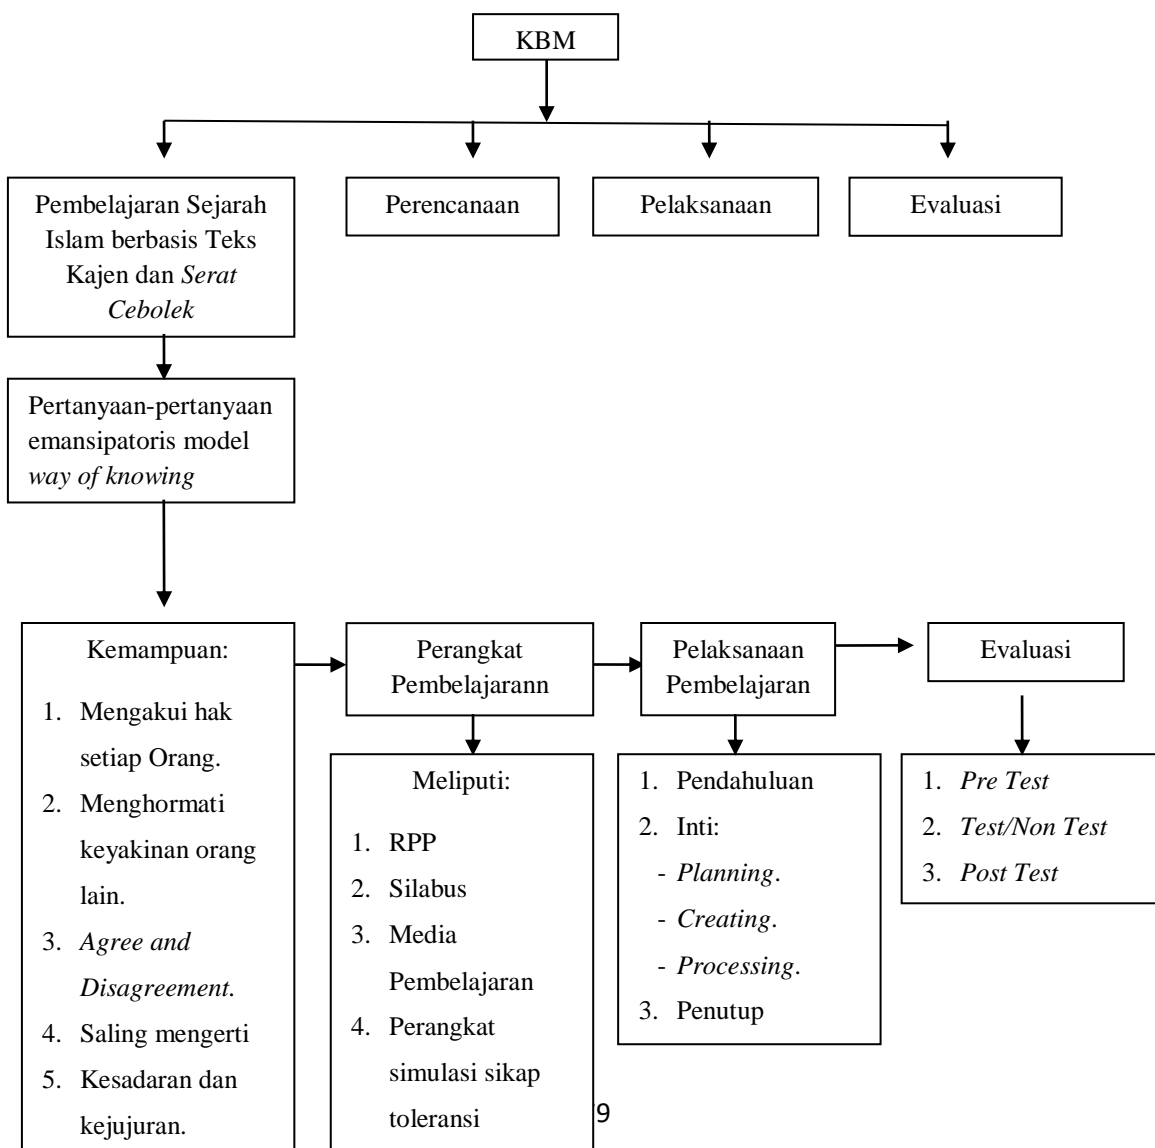 KBM
Pembelajaran Sejarah
Islam berbasis Teks
Kajen dan Serat
Cebolek
Perencanaan
Pelaksanaan
Evaluasi
Pertanyaan-pertanyaan
emansipatoris model
way of knowing
Kemampuan:
1. Mengakui hak
setiap Orang.
2. Menghormati
keyakinan orang
lain.
3. Agree and
Disagreement.
4. Saling mengerti
5. Kesadaran dan
kejujuran.
Perangkat
Pembelajarann
Meliputi:
1. RPP
2. Silabus
3. Media
Pembelajaran
4. Perangkat
simulasi sikap
toleransi
Pelaksanaan
Pembelajaran
1. Pendahuluan
2. Inti:
- Planning.
- Creating.
- Processing.
3. Penutup
Evaluasi
1. Pre Test
2. Test/Non Test
3. Post Test
9